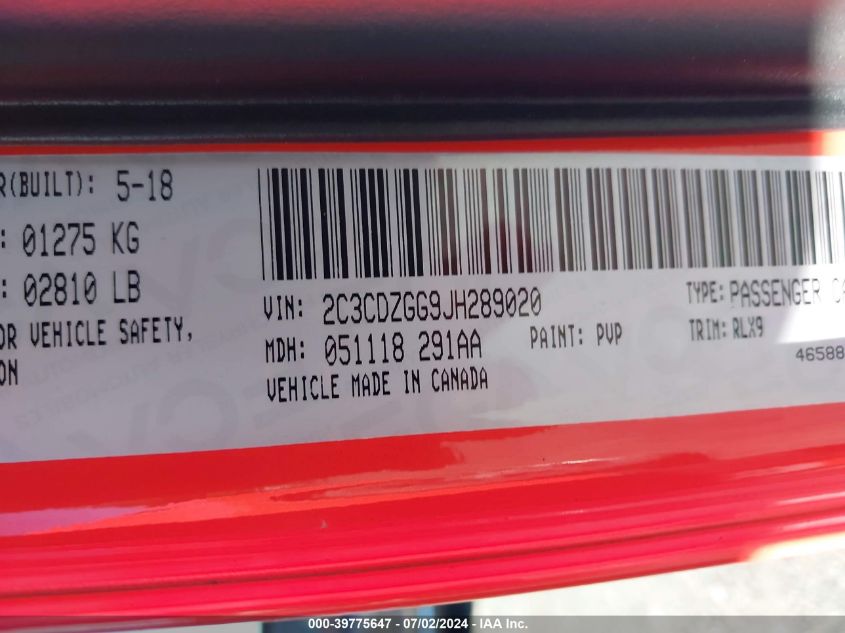 R(BUILT): 5-18
: 01275 KG
: 02810 LB
OR VEHICLE SAFETY,
ON
VIN: 2C3CDZGG9JH289020
TYPE: PASSENGER CA
MDH: 051118 291AA
PAINT: PVP
TRIM: RLX9
VEHICLE MADE IN CANADA
46588
000-39775647 / 07/02/2024 - IAA Inc.